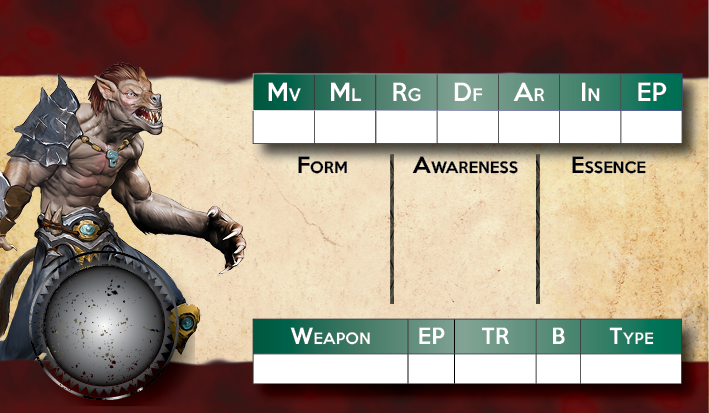 Mv Ml Rg Df Ar In EP
Form Awareness Essence
Weapon EP TR B Type